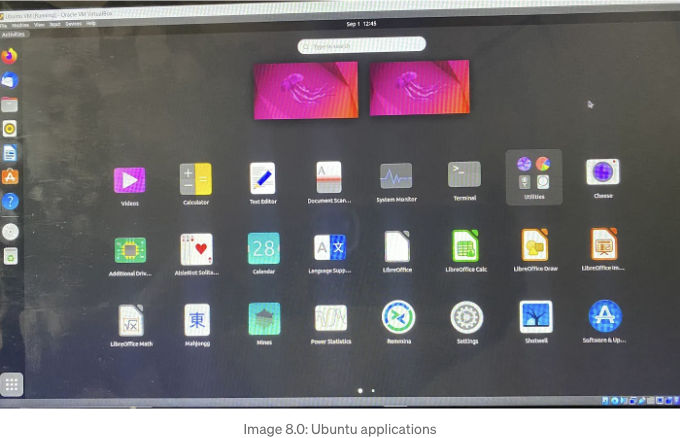 Ubuntu VM [Running] - Oracle VM VirtualBox
File Machine View Input Devices Help
Activities
Sep 1 12:45
Type to search
Videos
Calculator
Text Editor
Document Scan...
System Monitor
Terminal
Utilities
Cheese
Additional Driv...
AisleRiot Solita...
28
Calendar
Language Supp...
LibreOffice
LibreOffice Calc
LibreOffice Draw
LibreOffice Im...
LibreOffice Math
東
Mahjongg
Mines
Power Statistics
Remmina
Settings
Shotwell
Software & Up...
Image 8.0: Ubuntu applications